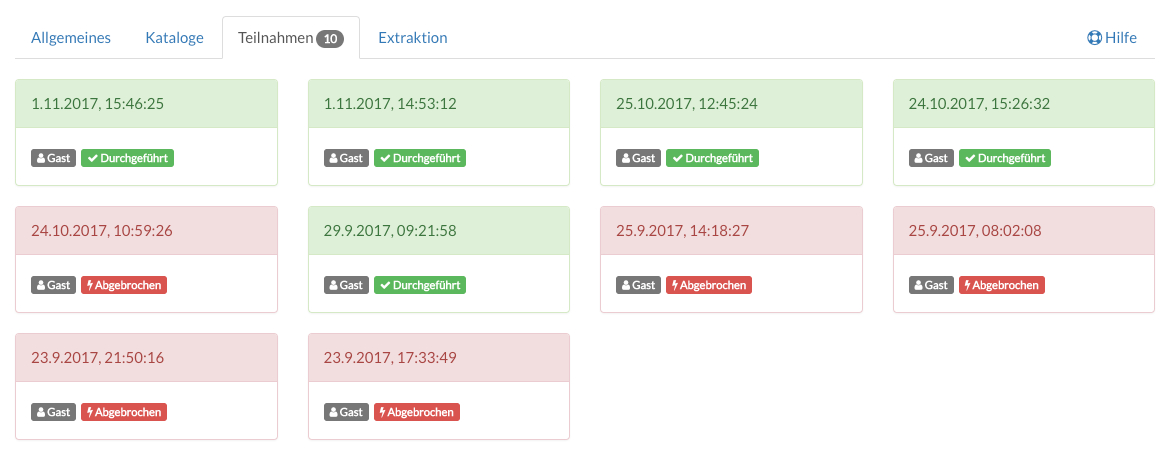 Allgemeines Kataloge Teilnahmen 10 Extraktion Hilfe
1.11.2017, 15:46:25 1.11.2017, 14:53:12 25.10.2017, 12:45:24 24.10.2017, 15:26:32
Gast Durchgeführt Gast Durchgeführt Gast Durchgeführt Gast Durchgeführt
24.10.2017, 10:59:26 29.9.2017, 09:21:58 25.9.2017, 14:18:27 25.9.2017, 08:02:08
Gast Abgebrochen Gast Durchgeführt Gast Abgebrochen Gast Abgebrochen
23.9.2017, 21:50:16 23.9.2017, 17:33:49
Gast Abgebrochen Gast Abgebrochen